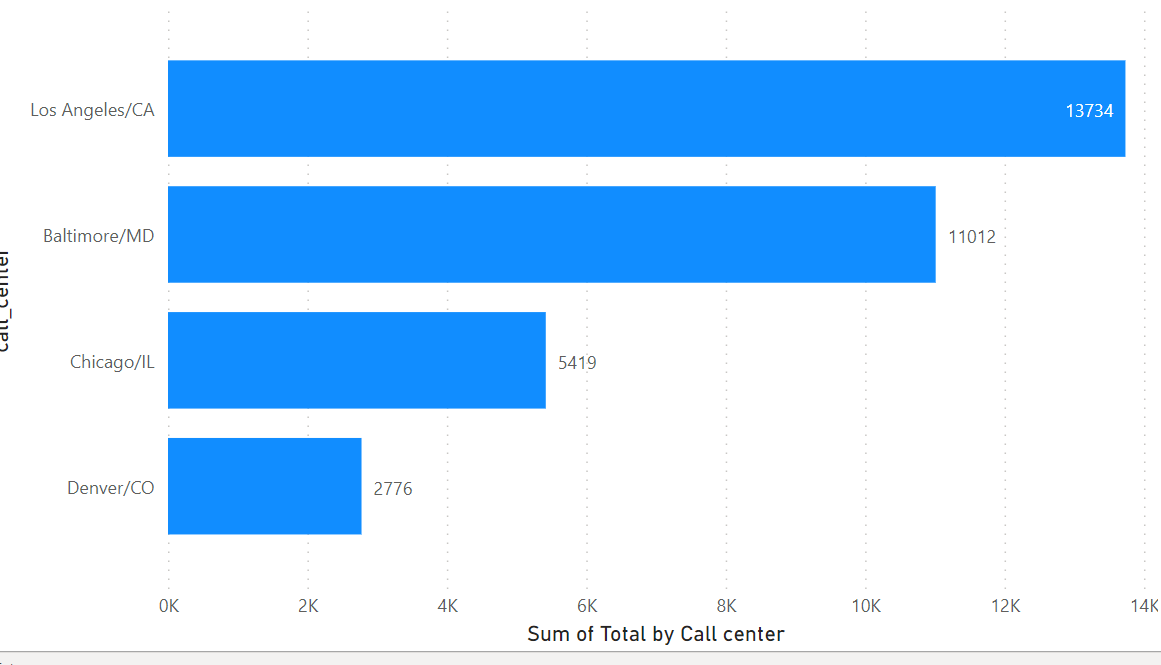 Los Angeles/CA
13734
Baltimore/MD
11012
call_center
Chicago/IL
5419
Denver/CO
2776
0K 2K 4K 6K 8K 10K 12K 14K
Sum of Total by Call center